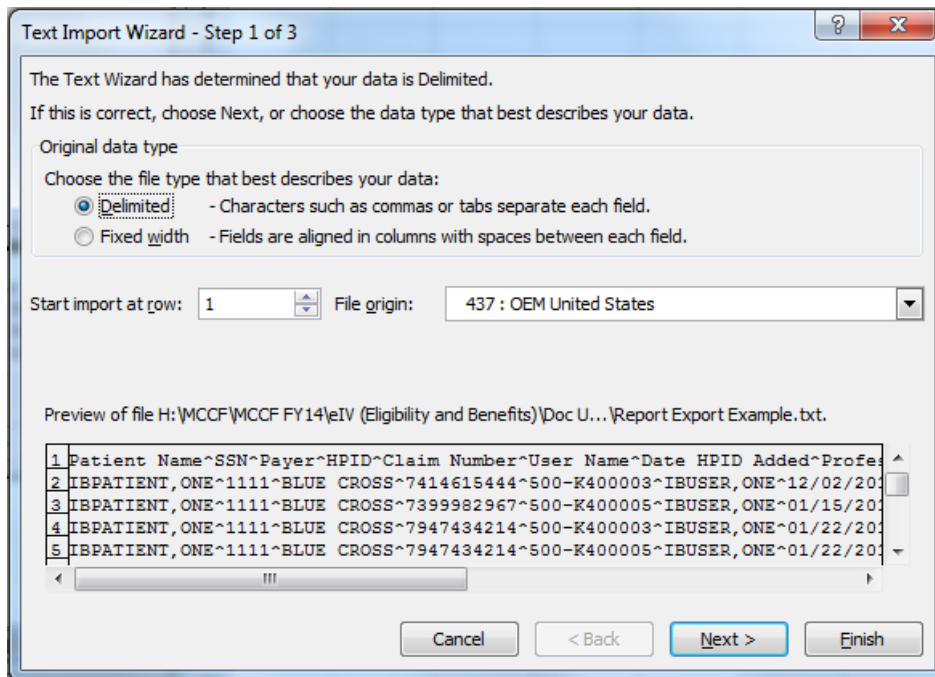 Text Import Wizard - Step 1 of 3
The Text Wizard has determined that your data is Delimited.
If this is correct, choose Next, or choose the data type that best describes your data.
Original data type
Choose the file type that best describes your data:
Delimited - Characters such as commas or tabs separate each field.
Fixed width - Fields are aligned in columns with spaces between each field.
Start import at row: 1 File origin: 437 : OEM United States
Preview of file H:\MCCF\MCCF FY14\eIV (Eligibility and Benefits)\Doc U...\Report Export Example.txt.
1 Patient Name^SSN^Payer^HPID^Claim Number^User Name^Date HPID Added^Profes
2 IBPATIENT,ONE^1111^BLUE CROSS^7414615444^500-K400003^IBUSER,ONE^12/02/201
3 IBPATIENT,ONE^1111^BLUE CROSS^7399982967^500-K400005^IBUSER,ONE^01/15/201
4 IBPATIENT,ONE^1111^BLUE CROSS^7947434214^500-K400003^IBUSER,ONE^01/22/201
5 IBPATIENT,ONE^1111^BLUE CROSS^7947434214^500-K400005^IBUSER,ONE^01/22/201
Cancel < Back Next > Finish